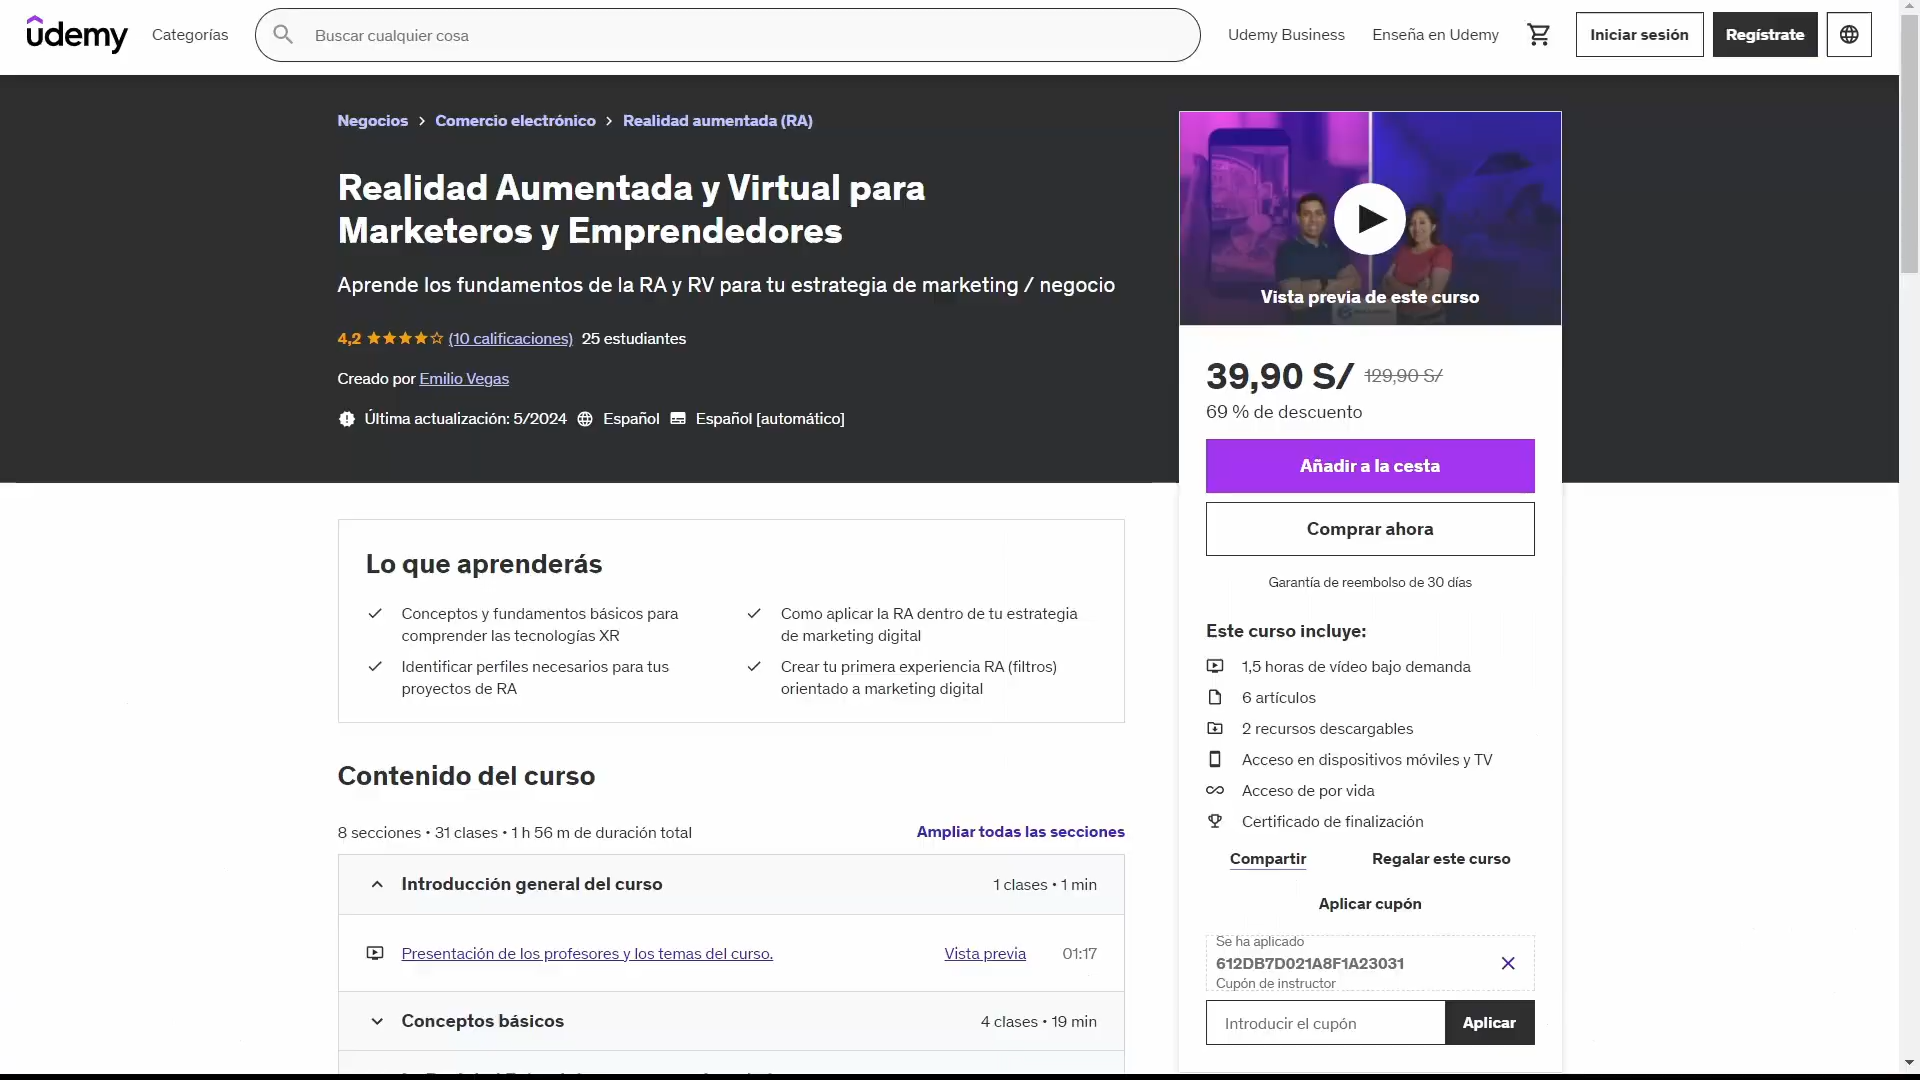 udemy
Categorías
Buscar cualquier cosa
Udemy Business
Enseña en Udemy
Iniciar sesión
Regístrate
Negocios > Comercio electrónico > Realidad aumentada (RA)
Realidad Aumentada y Virtual para
Marketeros y Emprendedores
Aprende los fundamentos de la RA y RV para tu estrategia de marketing / negocio
4,2 (10 calificaciones) 25 estudiantes
Creado por Emilio Vegas
Última actualización: 5/2024 Español Español [automático]
Vista previa de este curso
39,90 S/ 129,90 S/
69 % de descuento
Añadir a la cesta
Comprar ahora
Garantía de reembolso de 30 días
Este curso incluye:
1,5 horas de vídeo bajo demanda
6 artículos
2 recursos descargables
Acceso en dispositivos móviles y TV
Acceso de por vida
Certificado de finalización
Compartir
Regalar este curso
Aplicar cupón
Se ha aplicado
612DB7D021A8F1A23031
Cupón de instructor
Introducir el cupón
Aplicar
Lo que aprenderás
Conceptos y fundamentos básicos para
comprender las tecnologías XR
Como aplicar la RA dentro de tu estrategia
de marketing digital
Identificar perfiles necesarios para tus
proyectos de RA
Crear tu primera experiencia RA (filtros)
orientado a marketing digital
Contenido del curso
8 secciones • 31 clases • 1 h 56 m de duración total
Ampliar todas las secciones
Introducción general del curso
1 clases • 1 min
Presentación de los profesores y los temas del curso.
Vista previa
01:17
Conceptos básicos
4 clases • 19 min